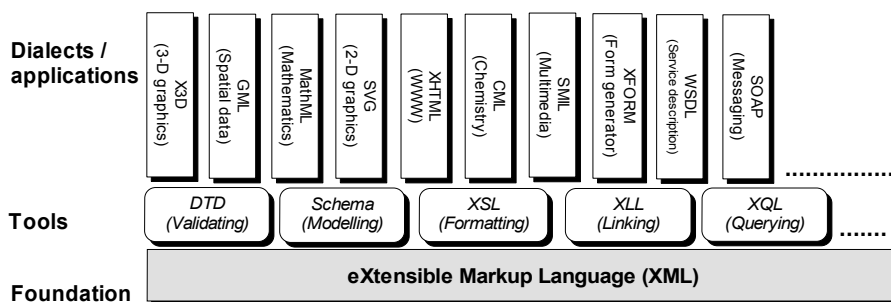 Dialects /
applications
X3D
(3-D graphics)
GML
(Spatial data)
MathML
(Mathematics)
SVG
(2-D graphics)
XHTML
(WWW)
CML
(Chemistry)
SMIL
(Multimedia)
XFORM
(Form generator)
WSDL
(Service description)
SOAP
(Messaging)
...............
Tools
DTD
(Validating)
Schema
(Modelling)
XSL
(Formatting)
XLL
(Linking)
XQL
(Querying)
.......
Foundation
eXtensible Markup Language (XML)